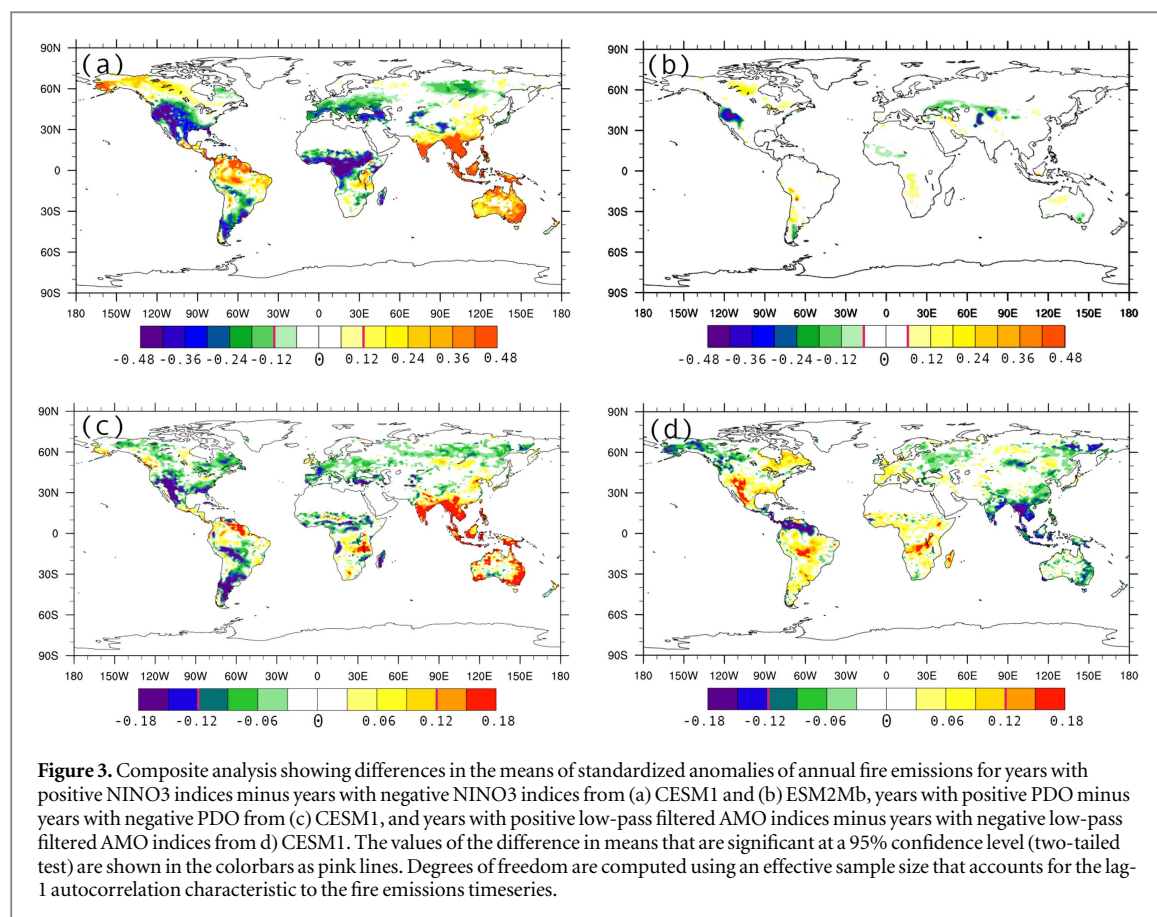 (a)
90N
60N
30N
0
30S
60S
90S
180 150W 120W 90W 60W 30W 0 30E 60E 90E 120E 150E 180
-0.48 -0.36 -0.24 -0.12 0 0.12 0.24 0.36 0.48
(b)
90N
60N
30N
0
30S
60S
90S
180 150W 120W 90W 60W 30W 0 30E 60E 90E 120E 150E 180
-0.48 -0.36 -0.24 -0.12 0 0.12 0.24 0.36 0.48
(c)
90N
60N
30N
0
30S
60S
90S
180 150W 120W 90W 60W 30W 0 30E 60E 90E 120E 150E 180
-0.18 -0.12 -0.06 0 0.06 0.12 0.18
(d)
90N
60N
30N
0
30S
60S
90S
180 150W 120W 90W 60W 30W 0 30E 60E 90E 120E 150E 180
-0.18 -0.12 -0.06 0 0.06 0.12 0.18
Figure 3. Composite analysis showing differences in the means of standardized anomalies of annual fire emissions for years with
positive NINO3 indices minus years with negative NINO3 indices from (a) CESM1 and (b) ESM2Mb, years with positive PDO minus
years with negative PDO from (c) CESM1, and years with positive low-pass filtered AMO indices minus years with negative low-pass
filtered AMO indices from d) CESM1. The values of the difference in means that are significant at a 95% confidence level (two-tailed
test) are shown in the colorbars as pink lines. Degrees of freedom are computed using an effective sample size that accounts for the lag-
1 autocorrelation characteristic to the fire emissions timeseries.